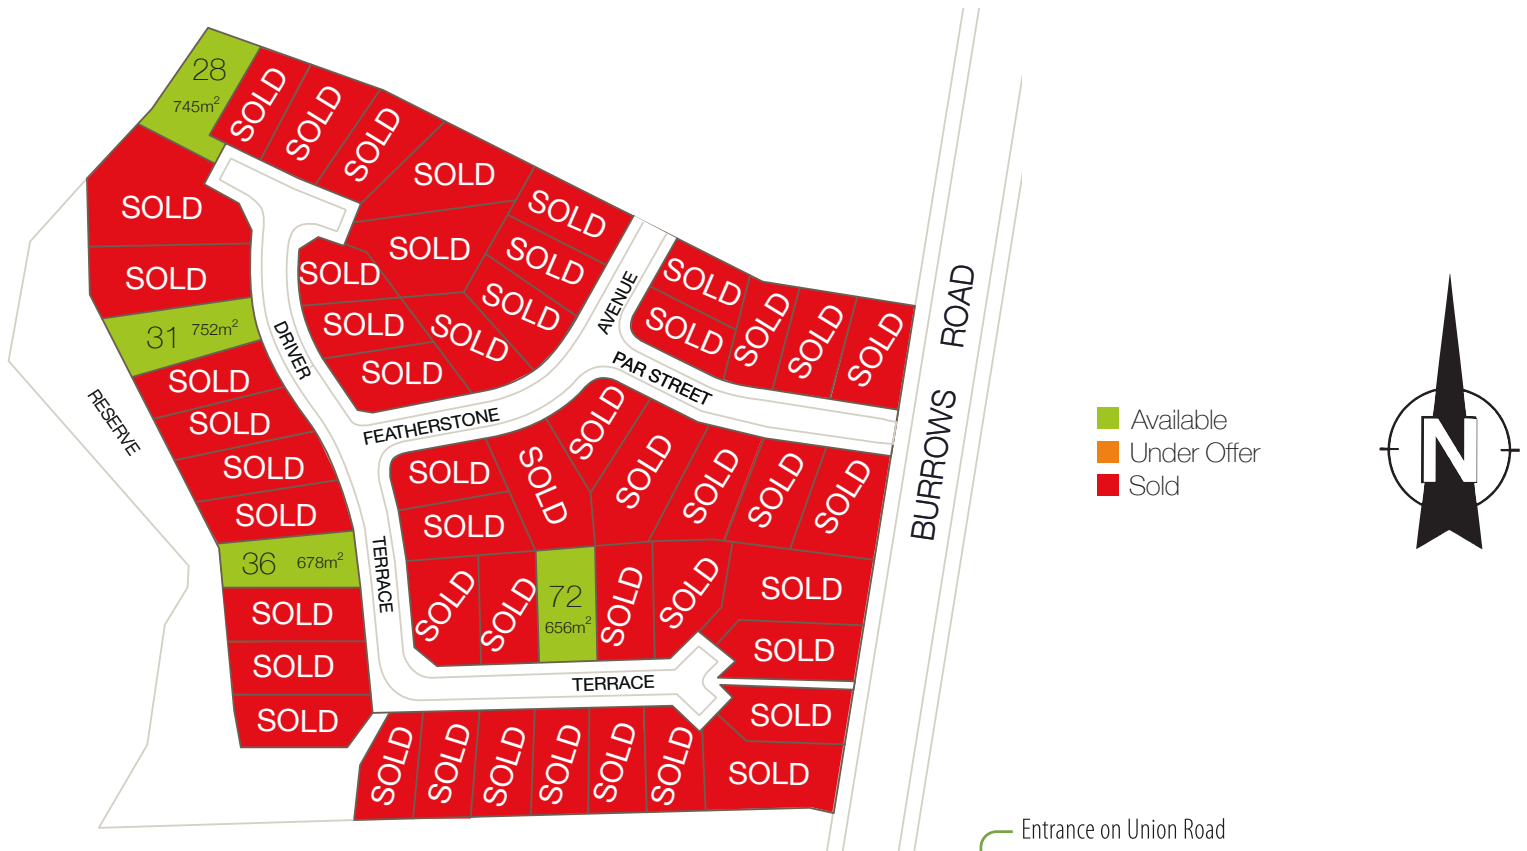 28
745m²
SOLD
SOLD
SOLD
SOLD
SOLD
SOLD
SOLD
SOLD
SOLD
SOLD
SOLD
SOLD
AVENUE
ROAD
SOLD
31 752m²
SOLD
SOLD
SOLD
SOLD
SOLD
DRIVER
SOLD
PAR STREET
SOLD
SOLD
SOLD
FEATHERSTONE
RESERVE
Available
Under Offer
Sold
N
BURROWS
SOLD
SOLD
SOLD
SOLD
SOLD
SOLD
SOLD
SOLD
SOLD
36 678m²
TERRACE
SOLD
SOLD
72
656m²
SOLD
SOLD
SOLD
SOLD
SOLD
SOLD
TERRACE
SOLD
SOLD
SOLD
SOLD
SOLD
SOLD
SOLD
SOLD
SOLD
Entrance on Union Road